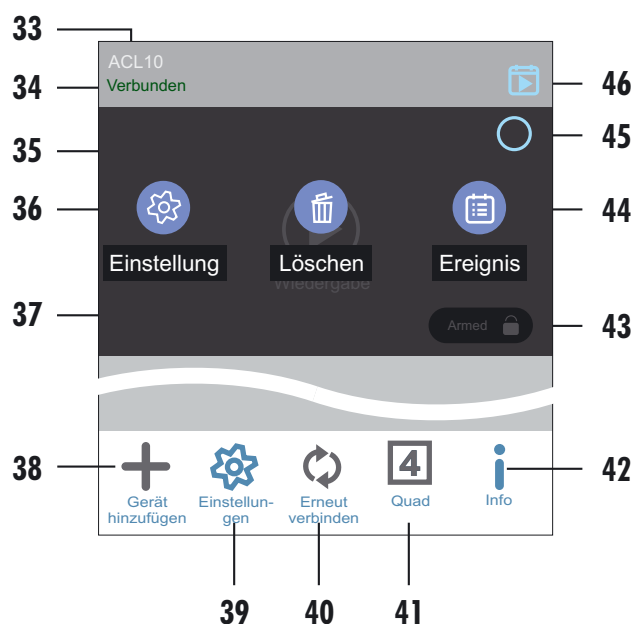 33
ACL10
34
Verbunden
46
45
35
36
44
Einstellung
Löschen
Ereignis
Wiedergabe
37
Armed
43
38
4
42
Gerät
hinzufügen
Einstellun-
gen
Erneut
verbinden
Quad
Info
39
40
41